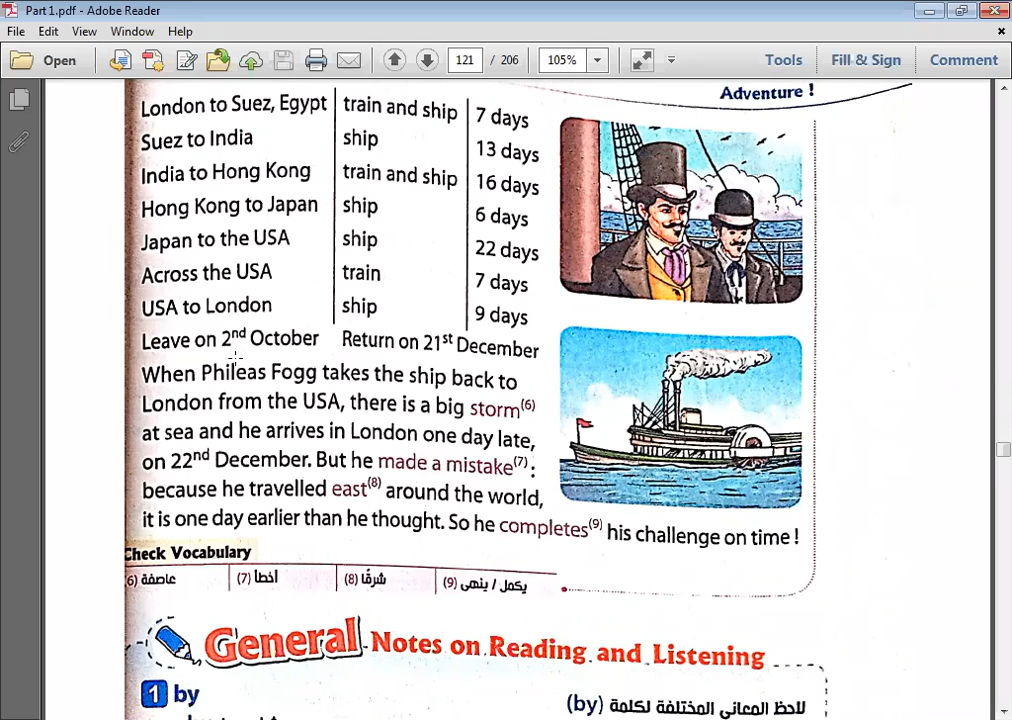 Part 1.pdf - Adobe Reader
File Edit View Window Help
Open 121 / 206 105% Tools Fill & Sign Comment
Adventure !
London to Suez, Egypt train and ship 7 days
Suez to India ship 13 days
India to Hong Kong train and ship 16 days
Hong Kong to Japan ship 6 days
Japan to the USA ship 22 days
Across the USA train 7 days
USA to London ship 9 days
Leave on 2nd October Return on 21st December
When Phileas Fogg takes the ship back to
London from the USA, there is a big storm(6)
at sea and he arrives in London one day late,
on 22nd December. But he made a mistake(7) :
because he travelled east(8) around the world,
it is one day earlier than he thought. So he completes(9) his challenge on time !
Check Vocabulary
6) عاصفة (7) أخطأ (8) شرقًا (9) يكمل / ينهى
General Notes on Reading and Listening
1 by لاحظ المعانى المختلفة لكلمة (by)